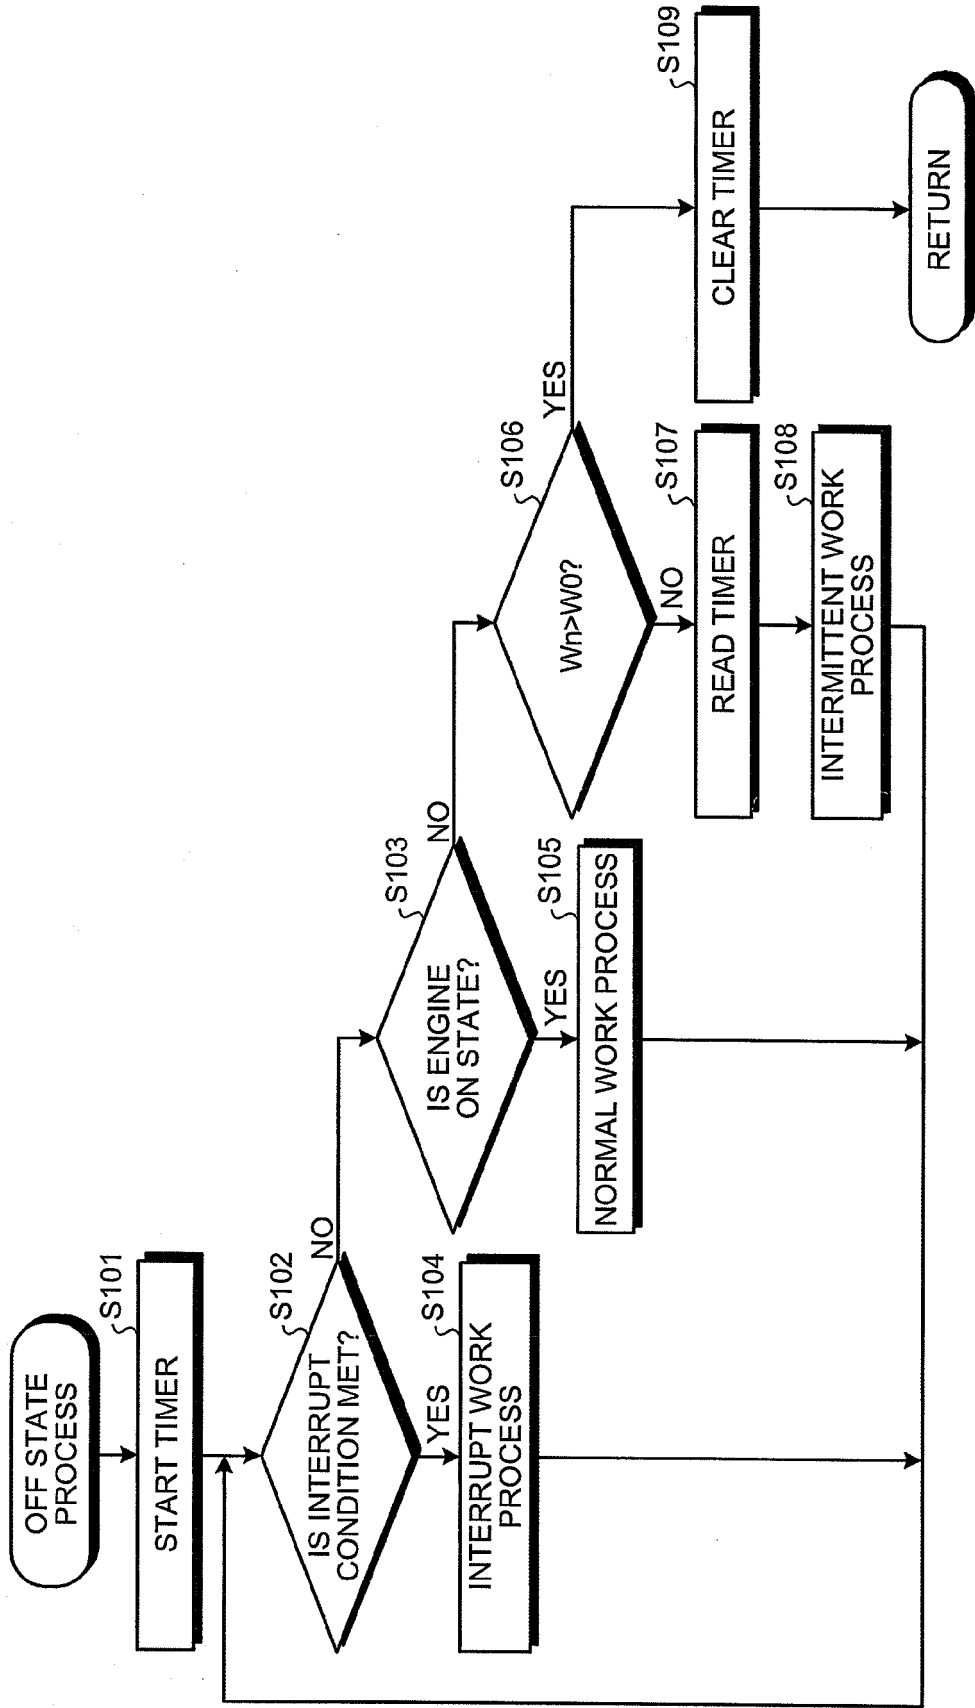 OFF STATE
PROCESS
S101
START TIMER
S102
IS INTERRUPT
CONDITION MET?
NO
YES
S104
INTERRUPT WORK
PROCESS
S103
IS ENGINE
ON STATE?
NO
YES
S105
NORMAL WORK PROCESS
S106
Wn>W0?
YES
NO
S107
READ TIMER
S108
INTERMITTENT WORK
PROCESS
S109
CLEAR TIMER
RETURN